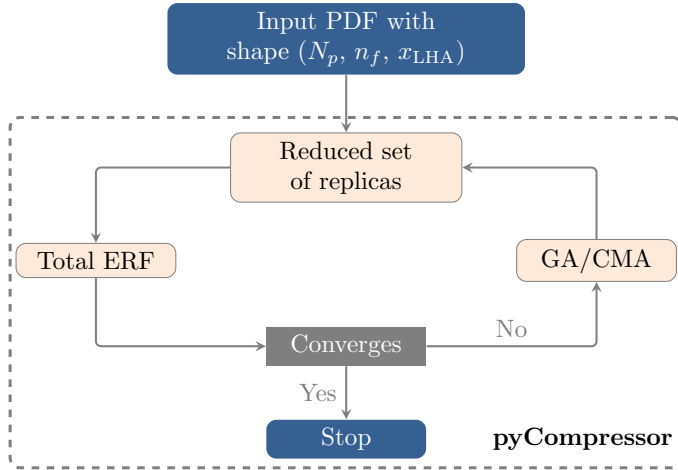 Input PDF with
shape (N_p, n_f, x_LHA)
Reduced set
of replicas
Total ERF
GA/CMA
Converges
No
Yes
Stop
pyCompressor